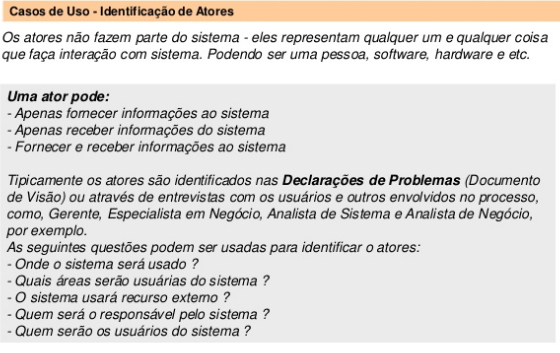 Casos de Uso - Identificação de Atores
Os atores não fazem parte do sistema - eles representam qualquer um e qualquer coisa
que faça interação com sistema. Podendo ser uma pessoa, software, hardware e etc.
Uma ator pode:
- Apenas fornecer informações ao sistema
- Apenas receber informações do sistema
- Fornecer e receber informações ao sistema
Tipicamente os atores são identificados nas Declarações de Problemas (Documento
de Visão) ou através de entrevistas com os usuários e outros envolvidos no processo,
como, Gerente, Especialista em Negócio, Analista de Sistema e Analista de Negócio,
por exemplo.
As seguintes questões podem ser usadas para identificar o atores:
- Onde o sistema será usado ?
- Quais áreas serão usuárias do sistema ?
- O sistema usará recurso externo ?
- Quem será o responsável pelo sistema ?
- Quem serão os usuários do sistema ?